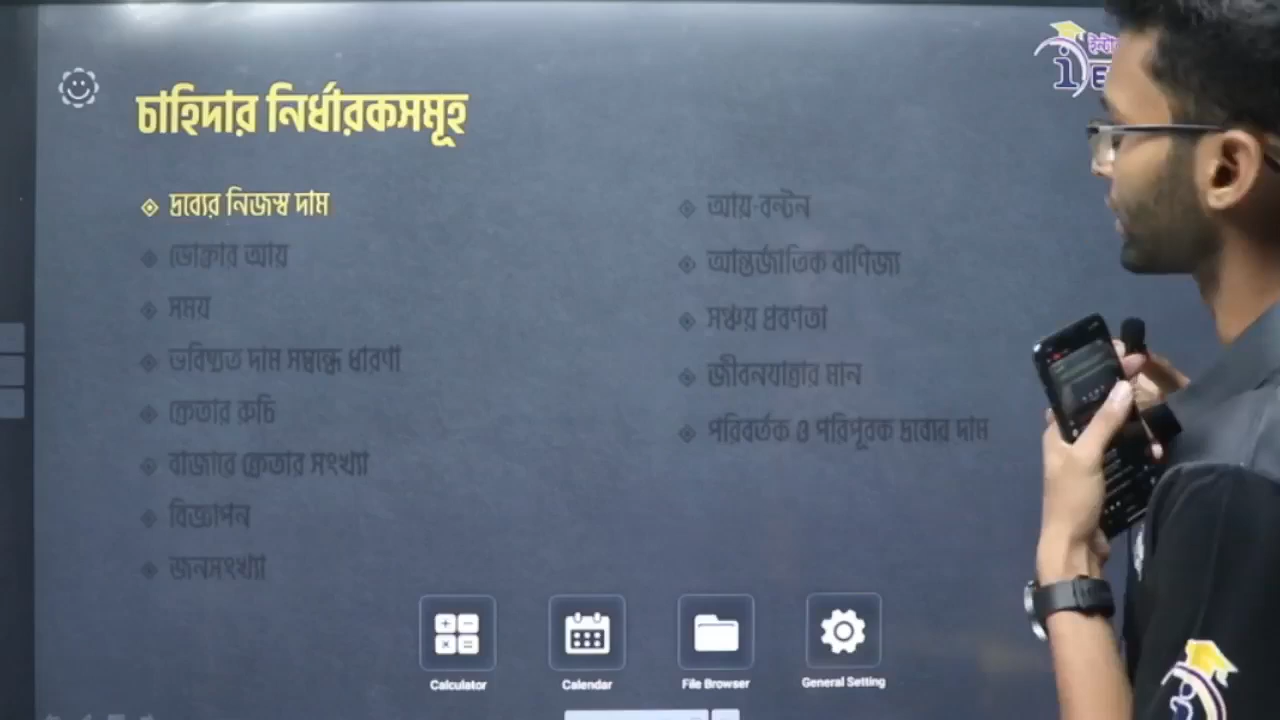 চাহিদার নির্ধারকসমূহ
দ্রব্যের নিজস্ব দাম
ভোক্তার আয়
সময়
ভবিষ্যত দাম সম্বন্ধে ধারণা
ক্রেতার রুচি
বাজারে ক্রেতার সংখ্যা
বিজ্ঞাপন
জনসংখ্যা
আয়-বন্টন
আন্তর্জাতিক বাণিজ্য
সঞ্চয় প্রবণতা
জীবনযাত্রার মান
পরিবর্তক ও পরিপূরক দ্রব্যের দাম
Calculator
Calendar
File Browser
General Setting